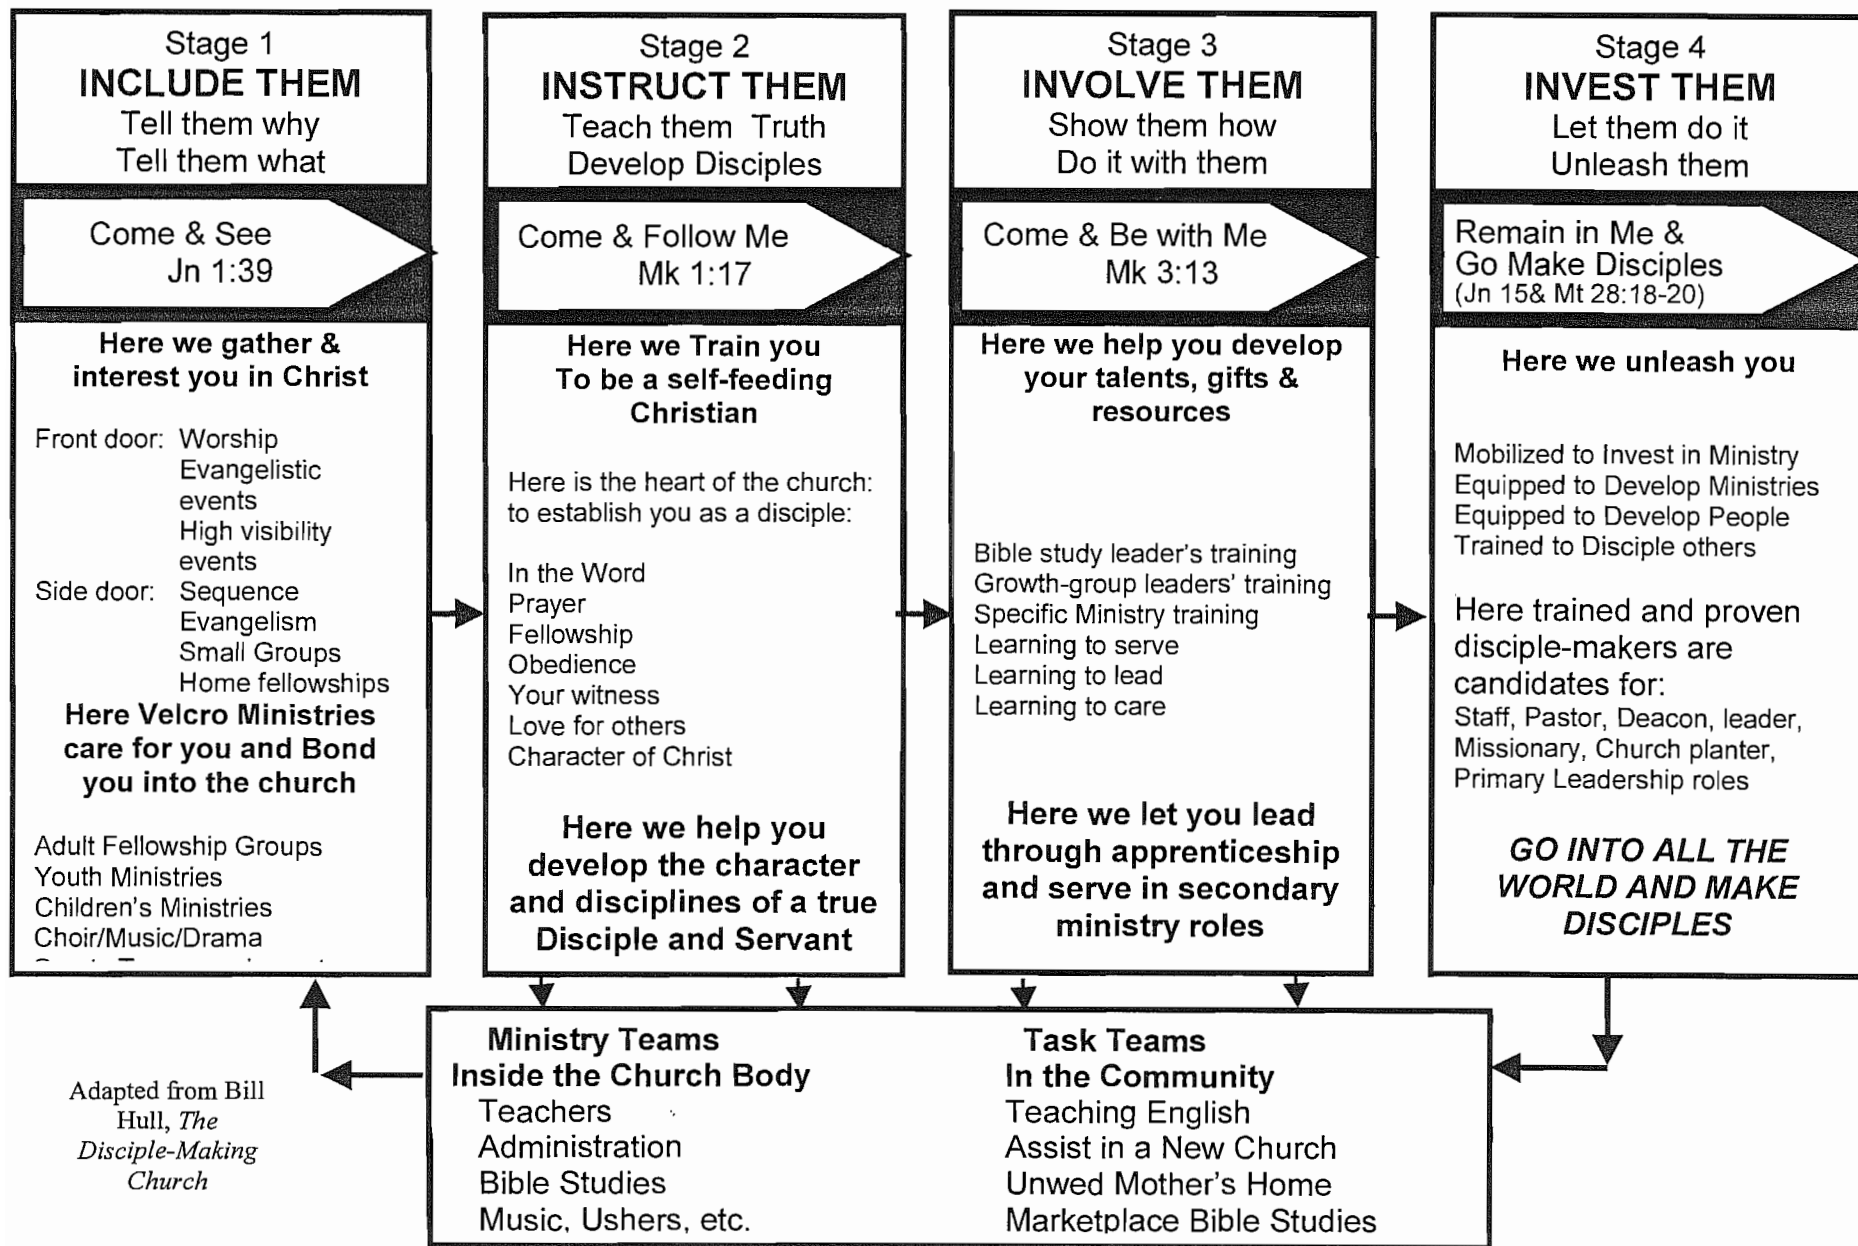 Stage 1
INCLUDE THEM
Tell them why
Tell them what
Come & See
Jn 1:39
Here we gather &
interest you in Christ
Front door: Worship
Evangelistic
events
High visibility
events
Side door: Sequence
Evangelism
Small Groups
Home fellowships
Here Velcro Ministries
care for you and Bond
you into the church
Adult Fellowship Groups
Youth Ministries
Children's Ministries
Choir/Music/Drama
Stage 2
INSTRUCT THEM
Teach them Truth
Develop Disciples
Come & Follow Me
Mk 1:17
Here we Train you
To be a self-feeding
Christian
Here is the heart of the church:
to establish you as a disciple:
In the Word
Prayer
Fellowship
Obedience
Your witness
Love for others
Character of Christ
Here we help you
develop the character
and disciplines of a true
Disciple and Servant
Stage 3
INVOLVE THEM
Show them how
Do it with them
Come & Be with Me
Mk 3:13
Here we help you develop
your talents, gifts &
resources
Bible study leader's training
Growth-group leaders' training
Specific Ministry training
Learning to serve
Learning to lead
Learning to care
Here we let you lead
through apprenticeship
and serve in secondary
ministry roles
Stage 4
INVEST THEM
Let them do it
Unleash them
Remain in Me &
Go Make Disciples
(Jn 15& Mt 28:18-20)
Here we unleash you
Mobilized to Invest in Ministry
Equipped to Develop Ministries
Equipped to Develop People
Trained to Disciple others
Here trained and proven
disciple-makers are
candidates for:
Staff, Pastor, Deacon, leader,
Missionary, Church planter,
Primary Leadership roles
GO INTO ALL THE
WORLD AND MAKE
DISCIPLES
Ministry Teams
Inside the Church Body
Teachers
Administration
Bible Studies
Music, Ushers, etc.
Task Teams
In the Community
Teaching English
Assist in a New Church
Unwed Mother's Home
Marketplace Bible Studies
Adapted from Bill
Hull, The
Disciple-Making
Church